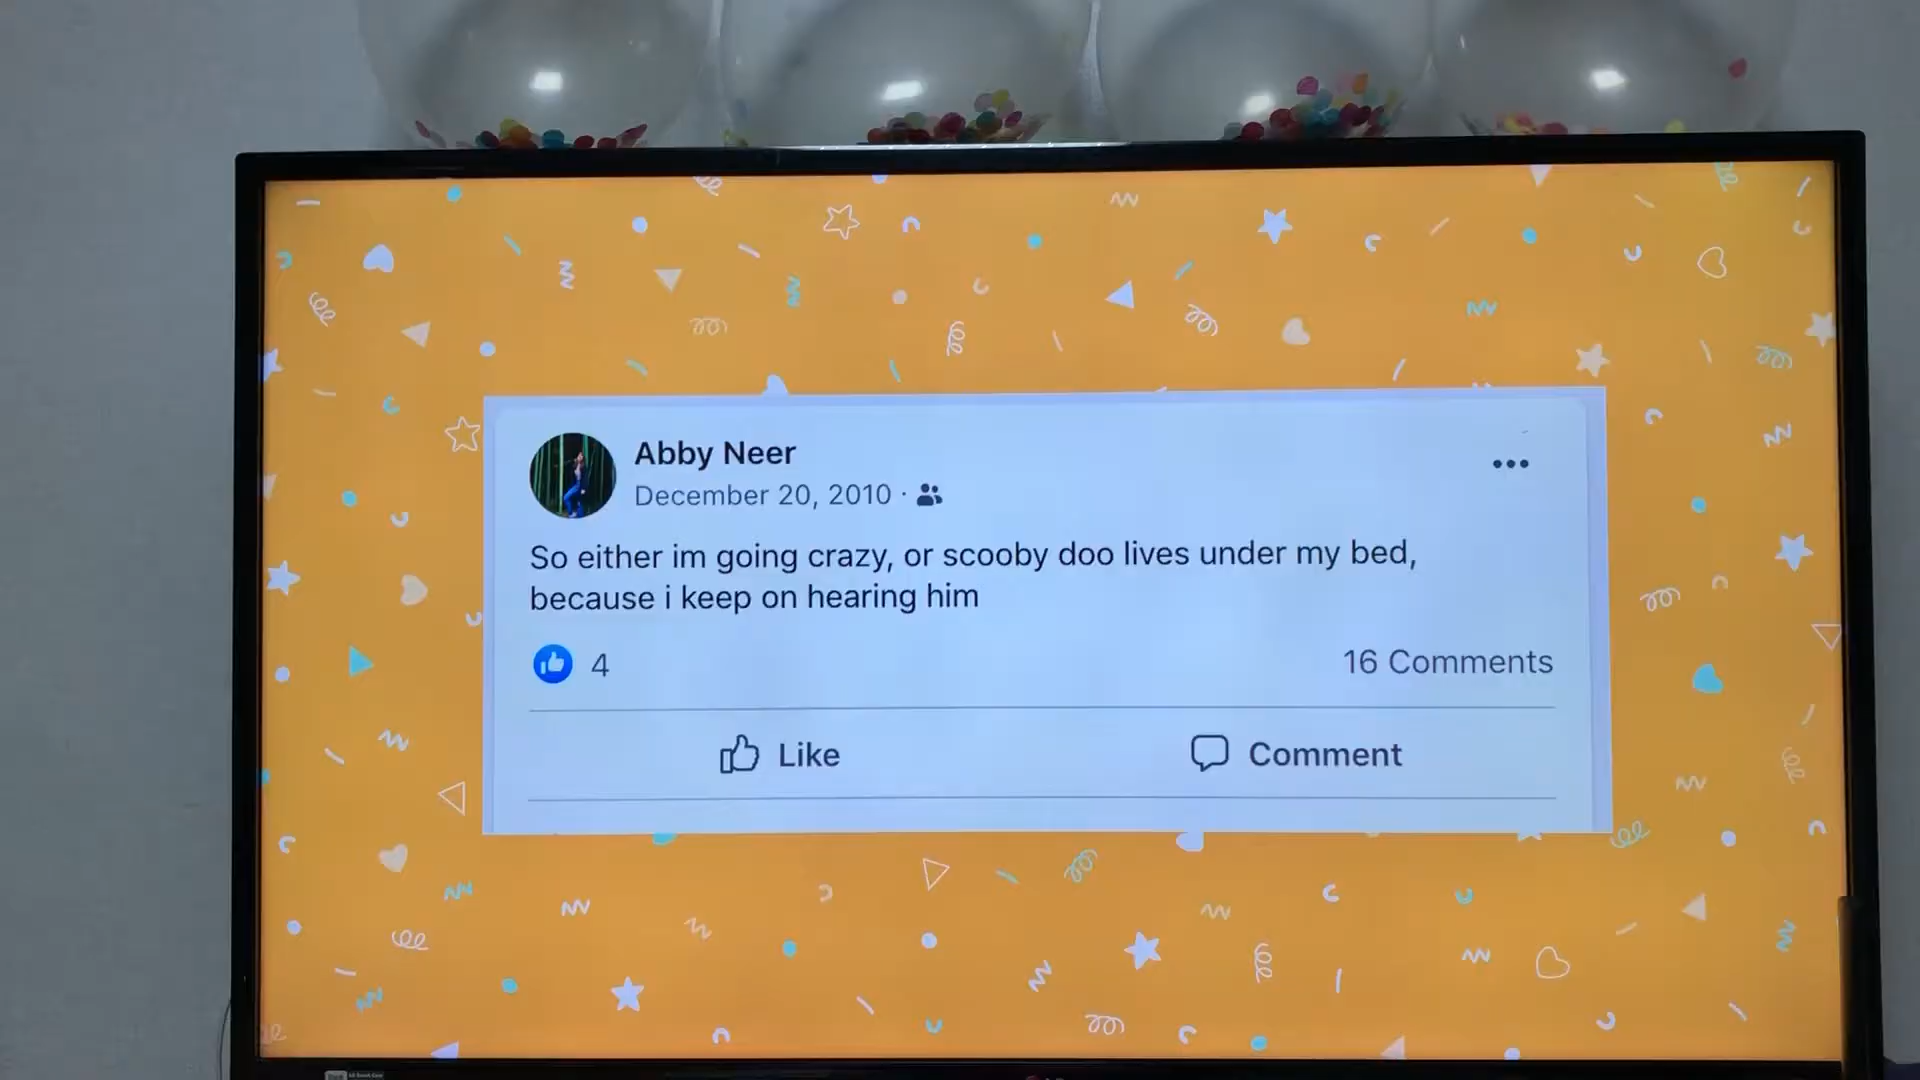 Abby Neer
December 20, 2010 ·
So either im going crazy, or scooby doo lives under my bed,
because i keep on hearing him
4
16 Comments
Like
Comment